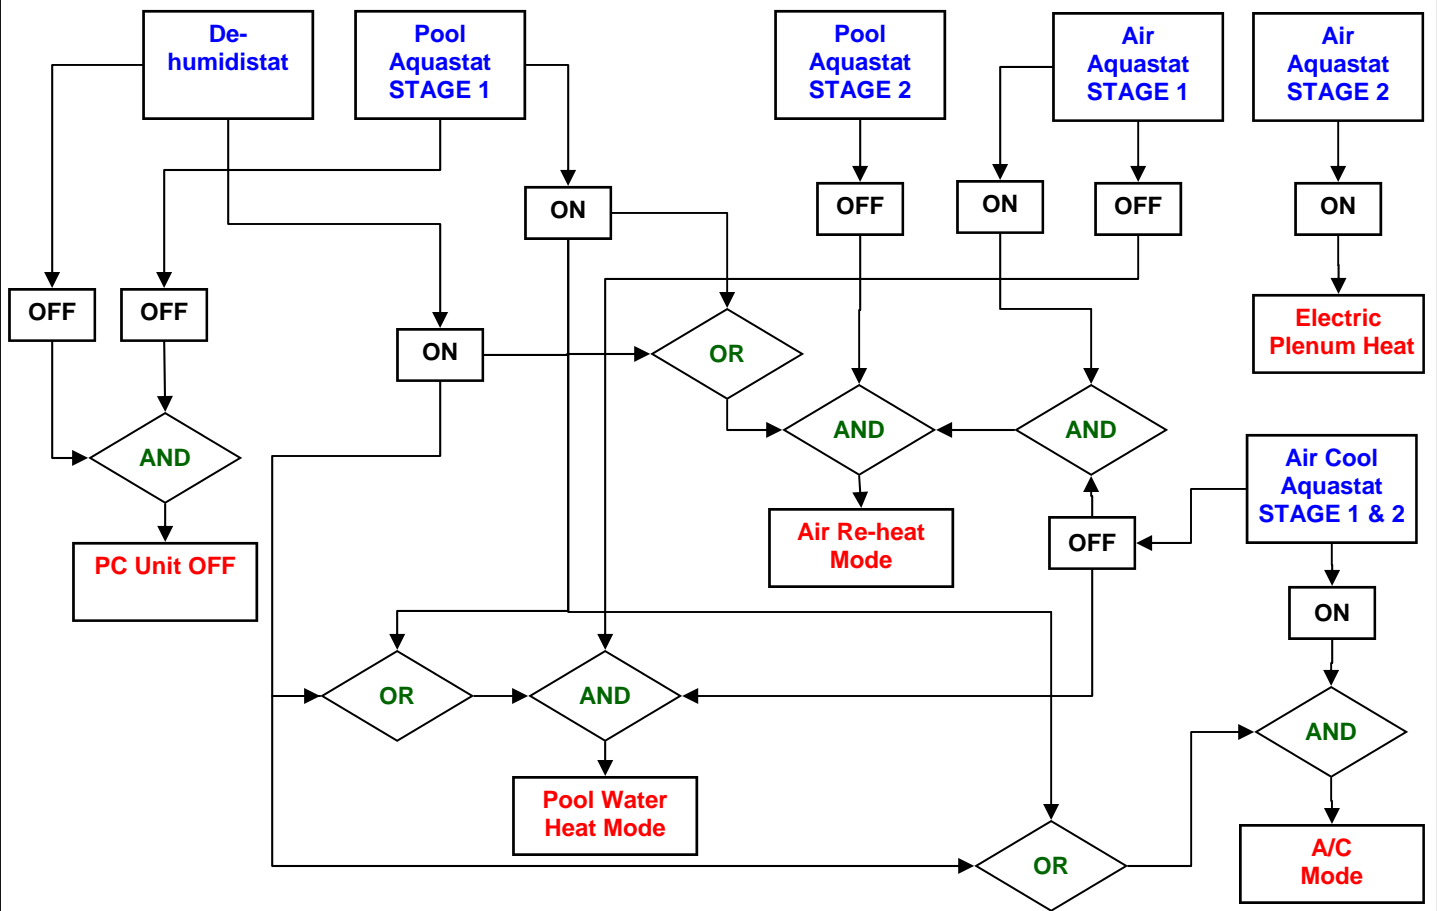 De-
humidistat
Pool
Aquastat
STAGE 1
Pool
Aquastat
STAGE 2
Air
Aquastat
STAGE 1
Air
Aquastat
STAGE 2
ON
OFF
ON
OFF
ON
OFF
OFF
ON
OR
Electric
Plenum Heat
AND
AND
AND
Air Cool
Aquastat
STAGE 1 & 2
PC Unit OFF
Air Re-heat
Mode
OFF
ON
OR
AND
AND
Pool Water
Heat Mode
OR
A/C
Mode